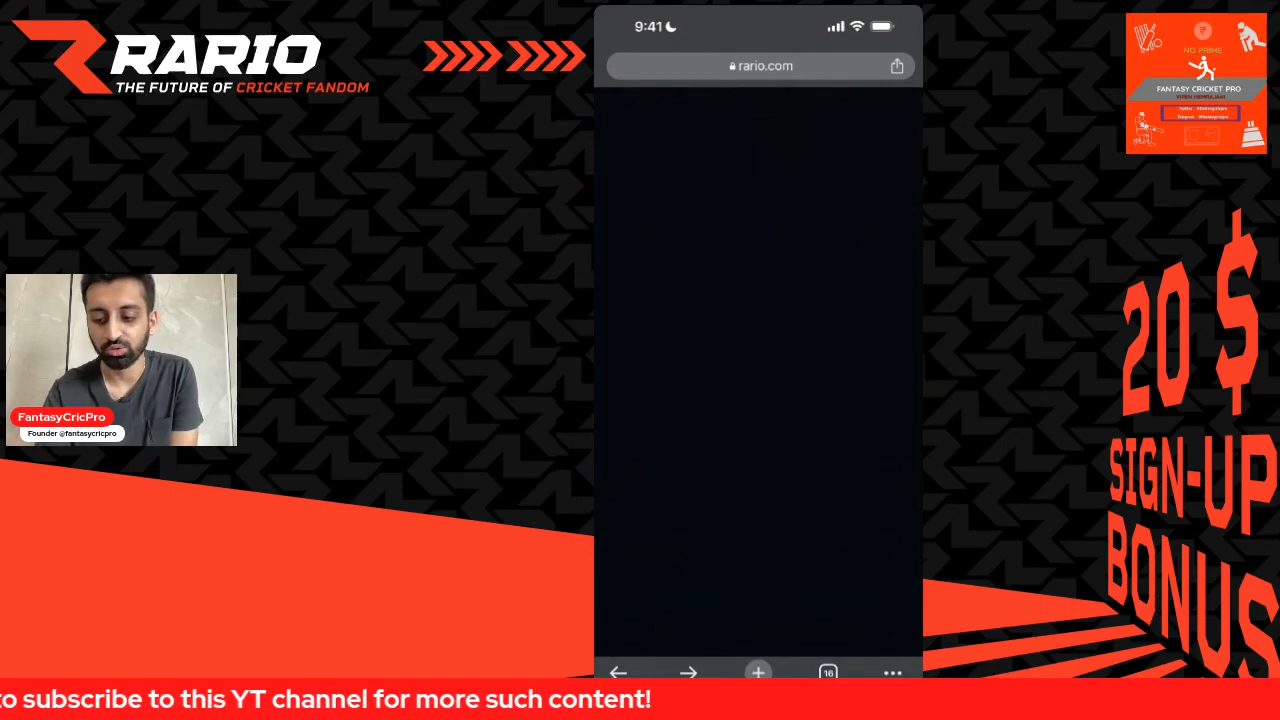 RARIO
THE FUTURE OF CRICKET FANDOM
9:41
rario.com
NO PRIME
FANTASY CRICKET PRO
20 $
SIGN-UP
BONUS
FantasyCricPro
Founder @fantasycricpro
16
to subscribe to this YT channel for more such content!